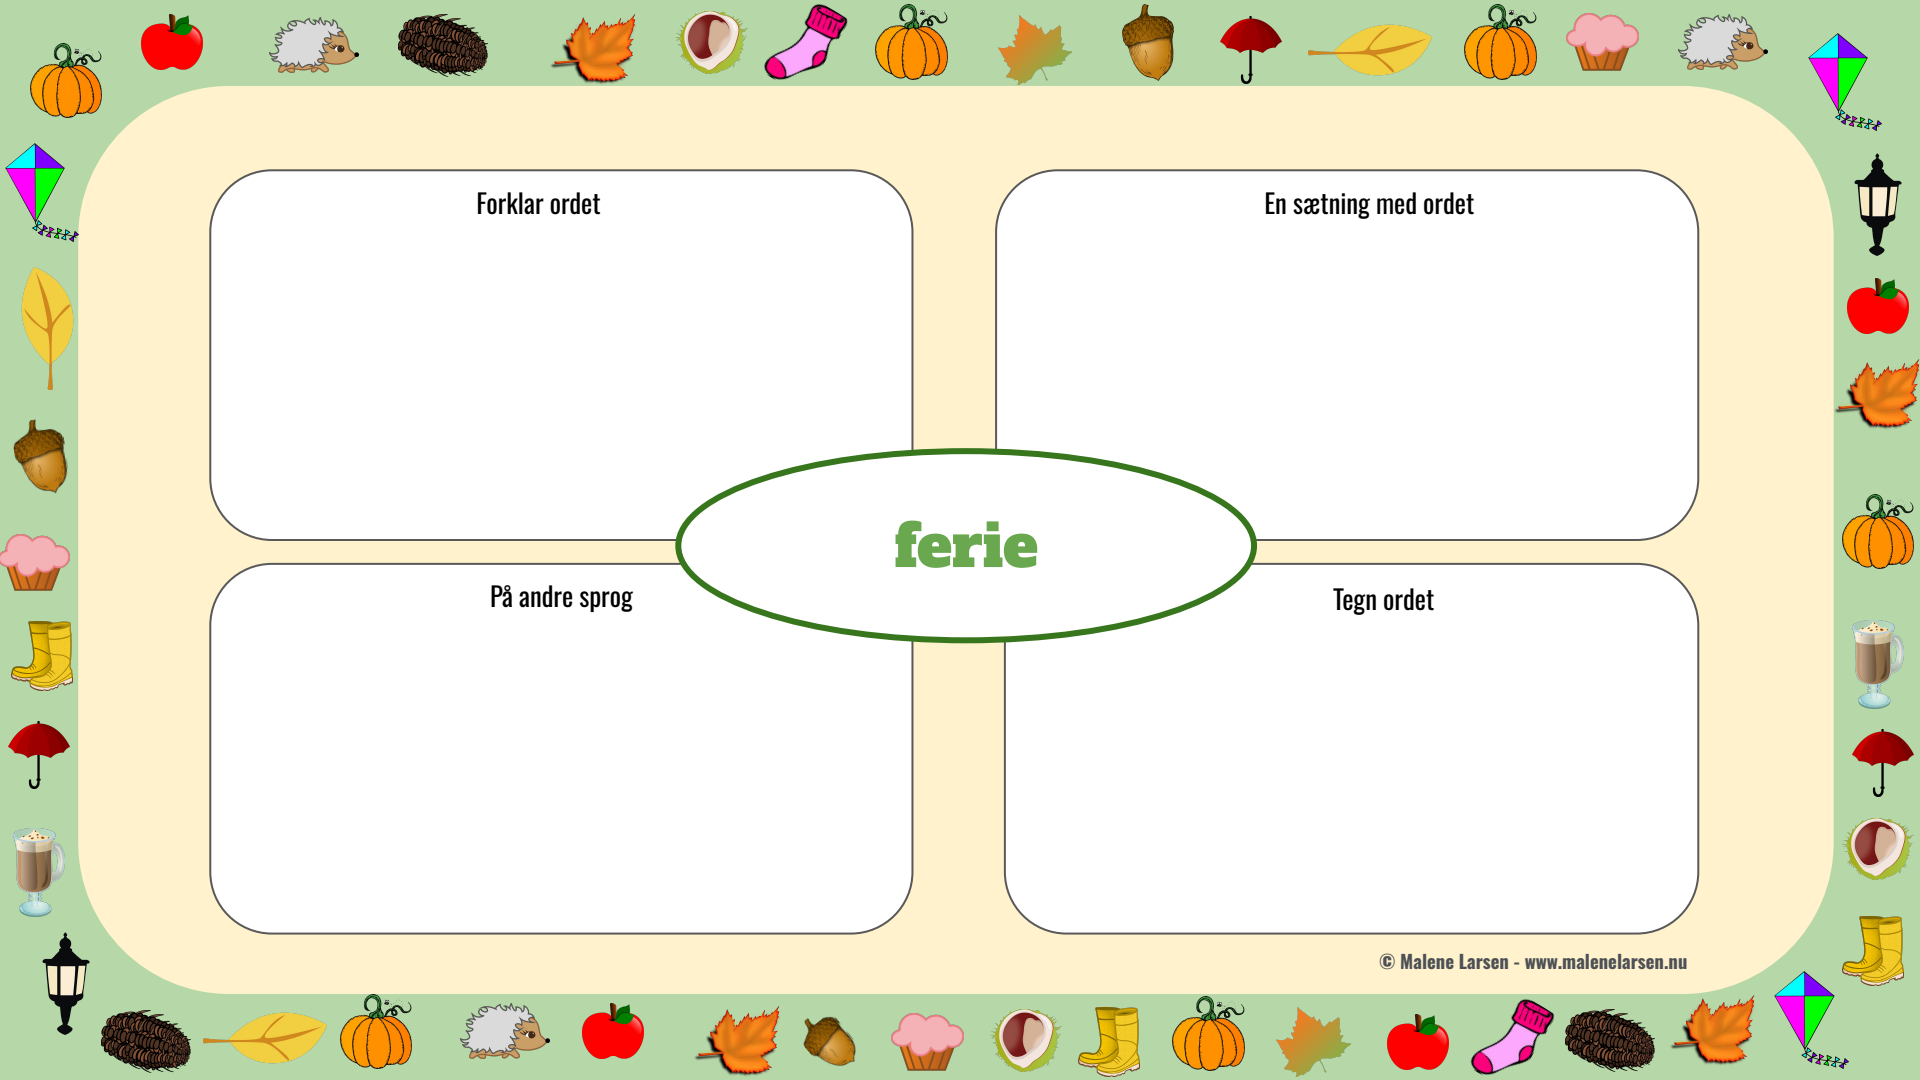 Forklar ordet
En sætning med ordet
ferie
På andre sprog
Tegn ordet
© Malene Larsen - www.malenelarsen.nu